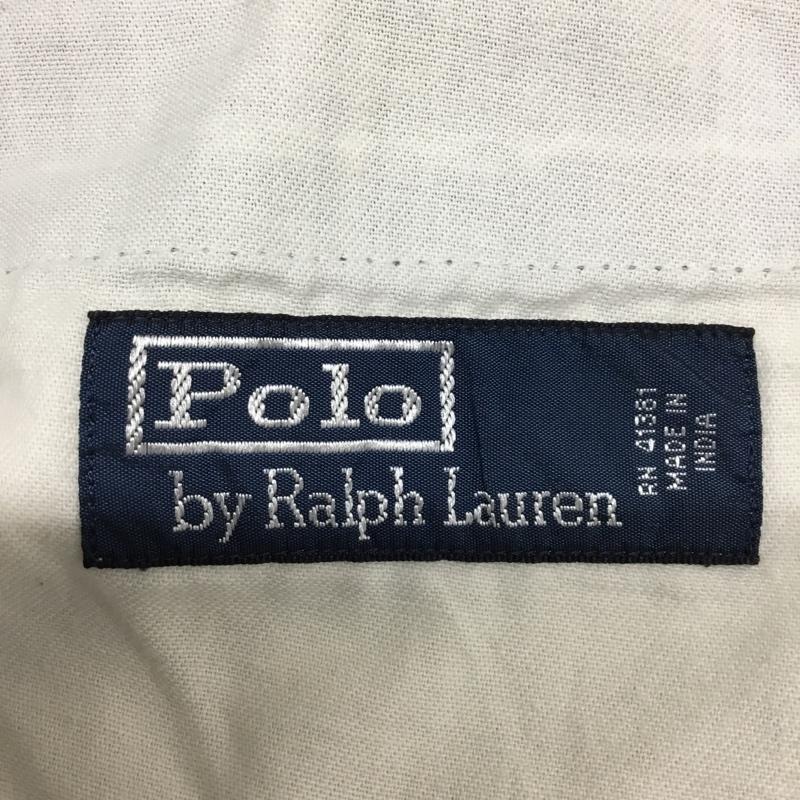 Polo
by Ralph Lauren
RN 41381
MADE IN
INDIA